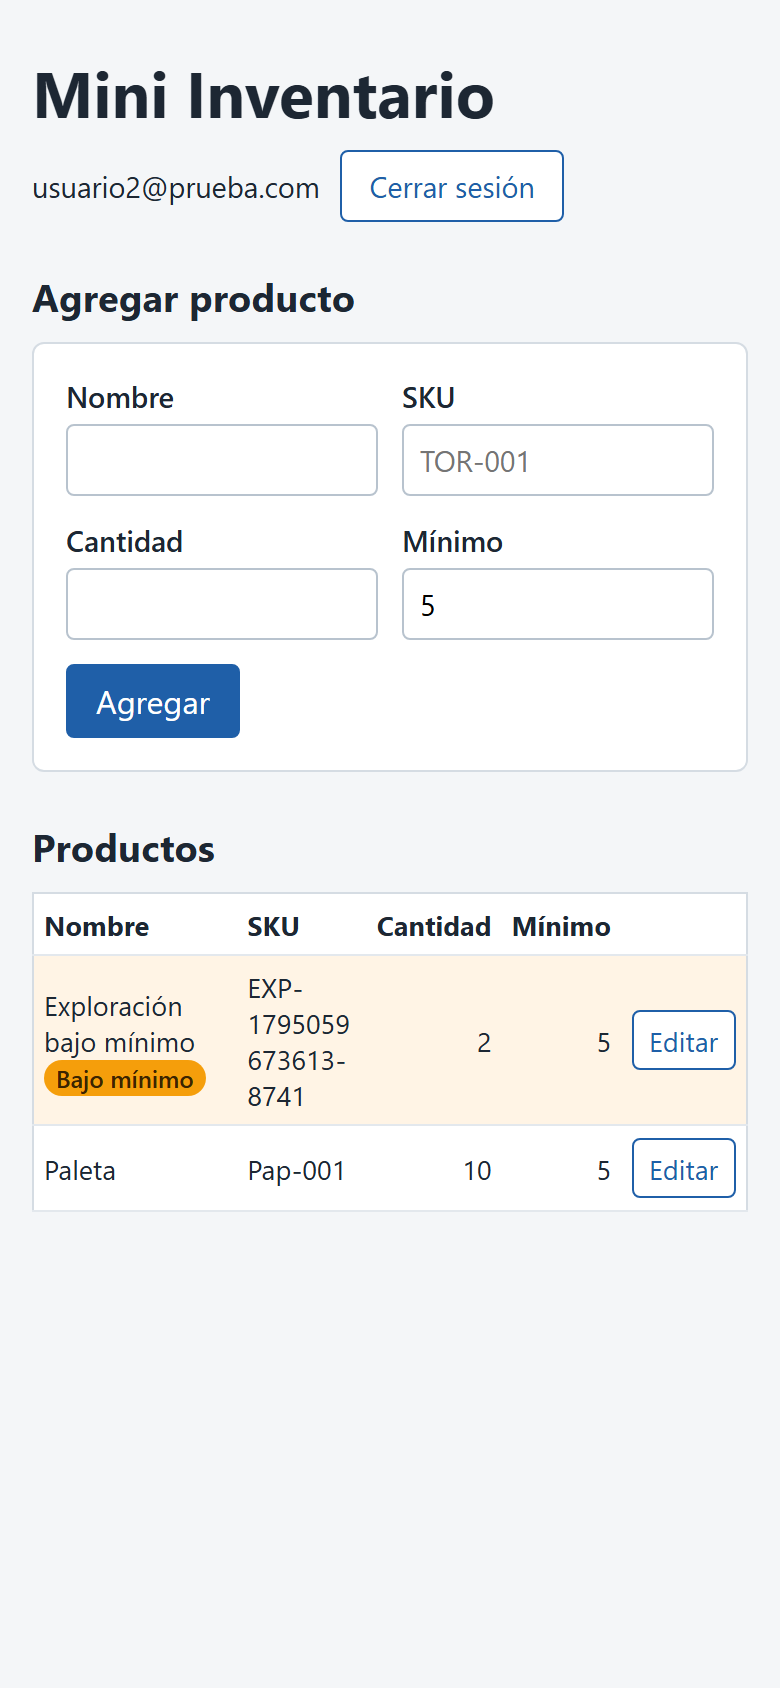 Mini Inventario
usuario2@prueba.com Cerrar sesión
Agregar producto
Nombre SKU
TOR-001
Cantidad Mínimo
5
Agregar
Productos
Nombre SKU Cantidad Mínimo
Exploración
bajo mínimo
Bajo mínimo
EXP-
1795059
673613-
8741
2 5 Editar
Paleta Pap-001 10 5 Editar